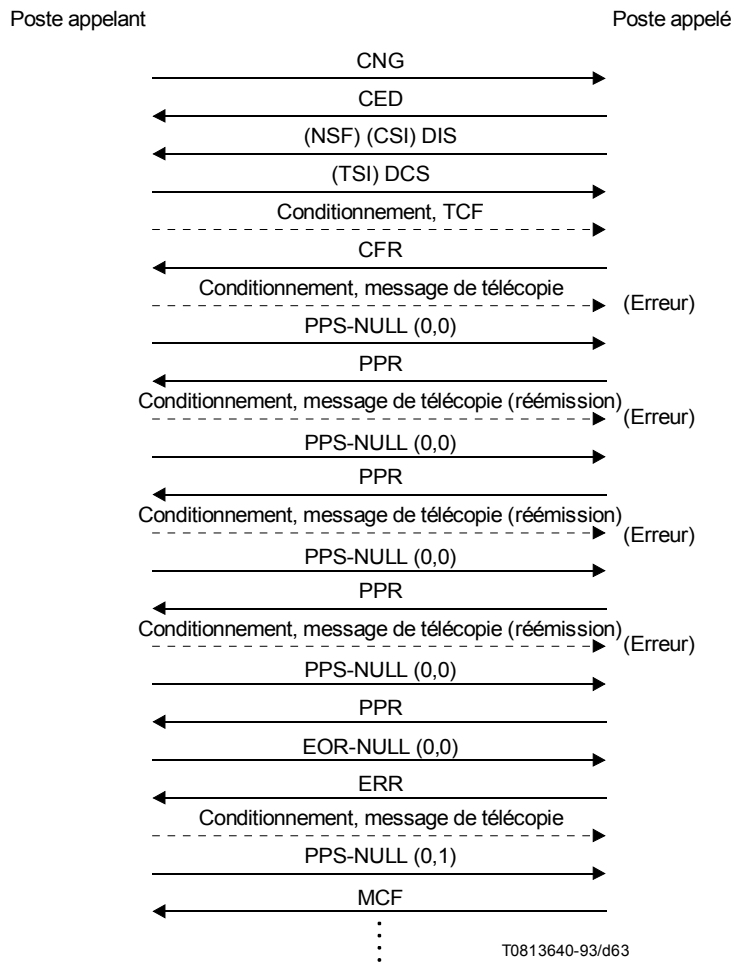 Poste appelant Poste appelé
CNG
CED
(NSF) (CSI) DIS
(TSI) DCS
Conditionnement, TCF
CFR
Conditionnement, message de télécopie (Erreur)
PPS-NULL (0,0)
PPR
Conditionnement, message de télécopie (réémission) (Erreur)
PPS-NULL (0,0)
PPR
Conditionnement, message de télécopie (réémission) (Erreur)
PPS-NULL (0,0)
PPR
Conditionnement, message de télécopie (réémission) (Erreur)
PPS-NULL (0,0)
PPR
EOR-NULL (0,0)
ERR
Conditionnement, message de télécopie
PPS-NULL (0,1)
MCF
T0813640-93/d63